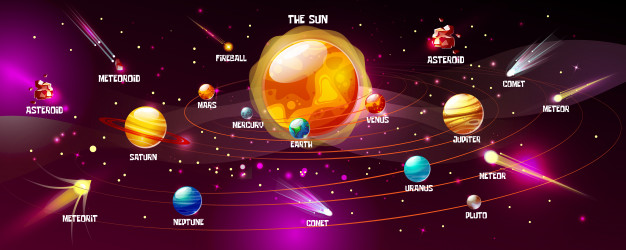 THE SUN
FIREBALL
ASTEROID
METEOROID
COMET
ASTEROID
MARS
METEOR
MERCURY
VENUS
EARTH
JUPITER
SATURN
METEOR
URANUS
METEORIT
NEPTUNE
COMET
PLUTO